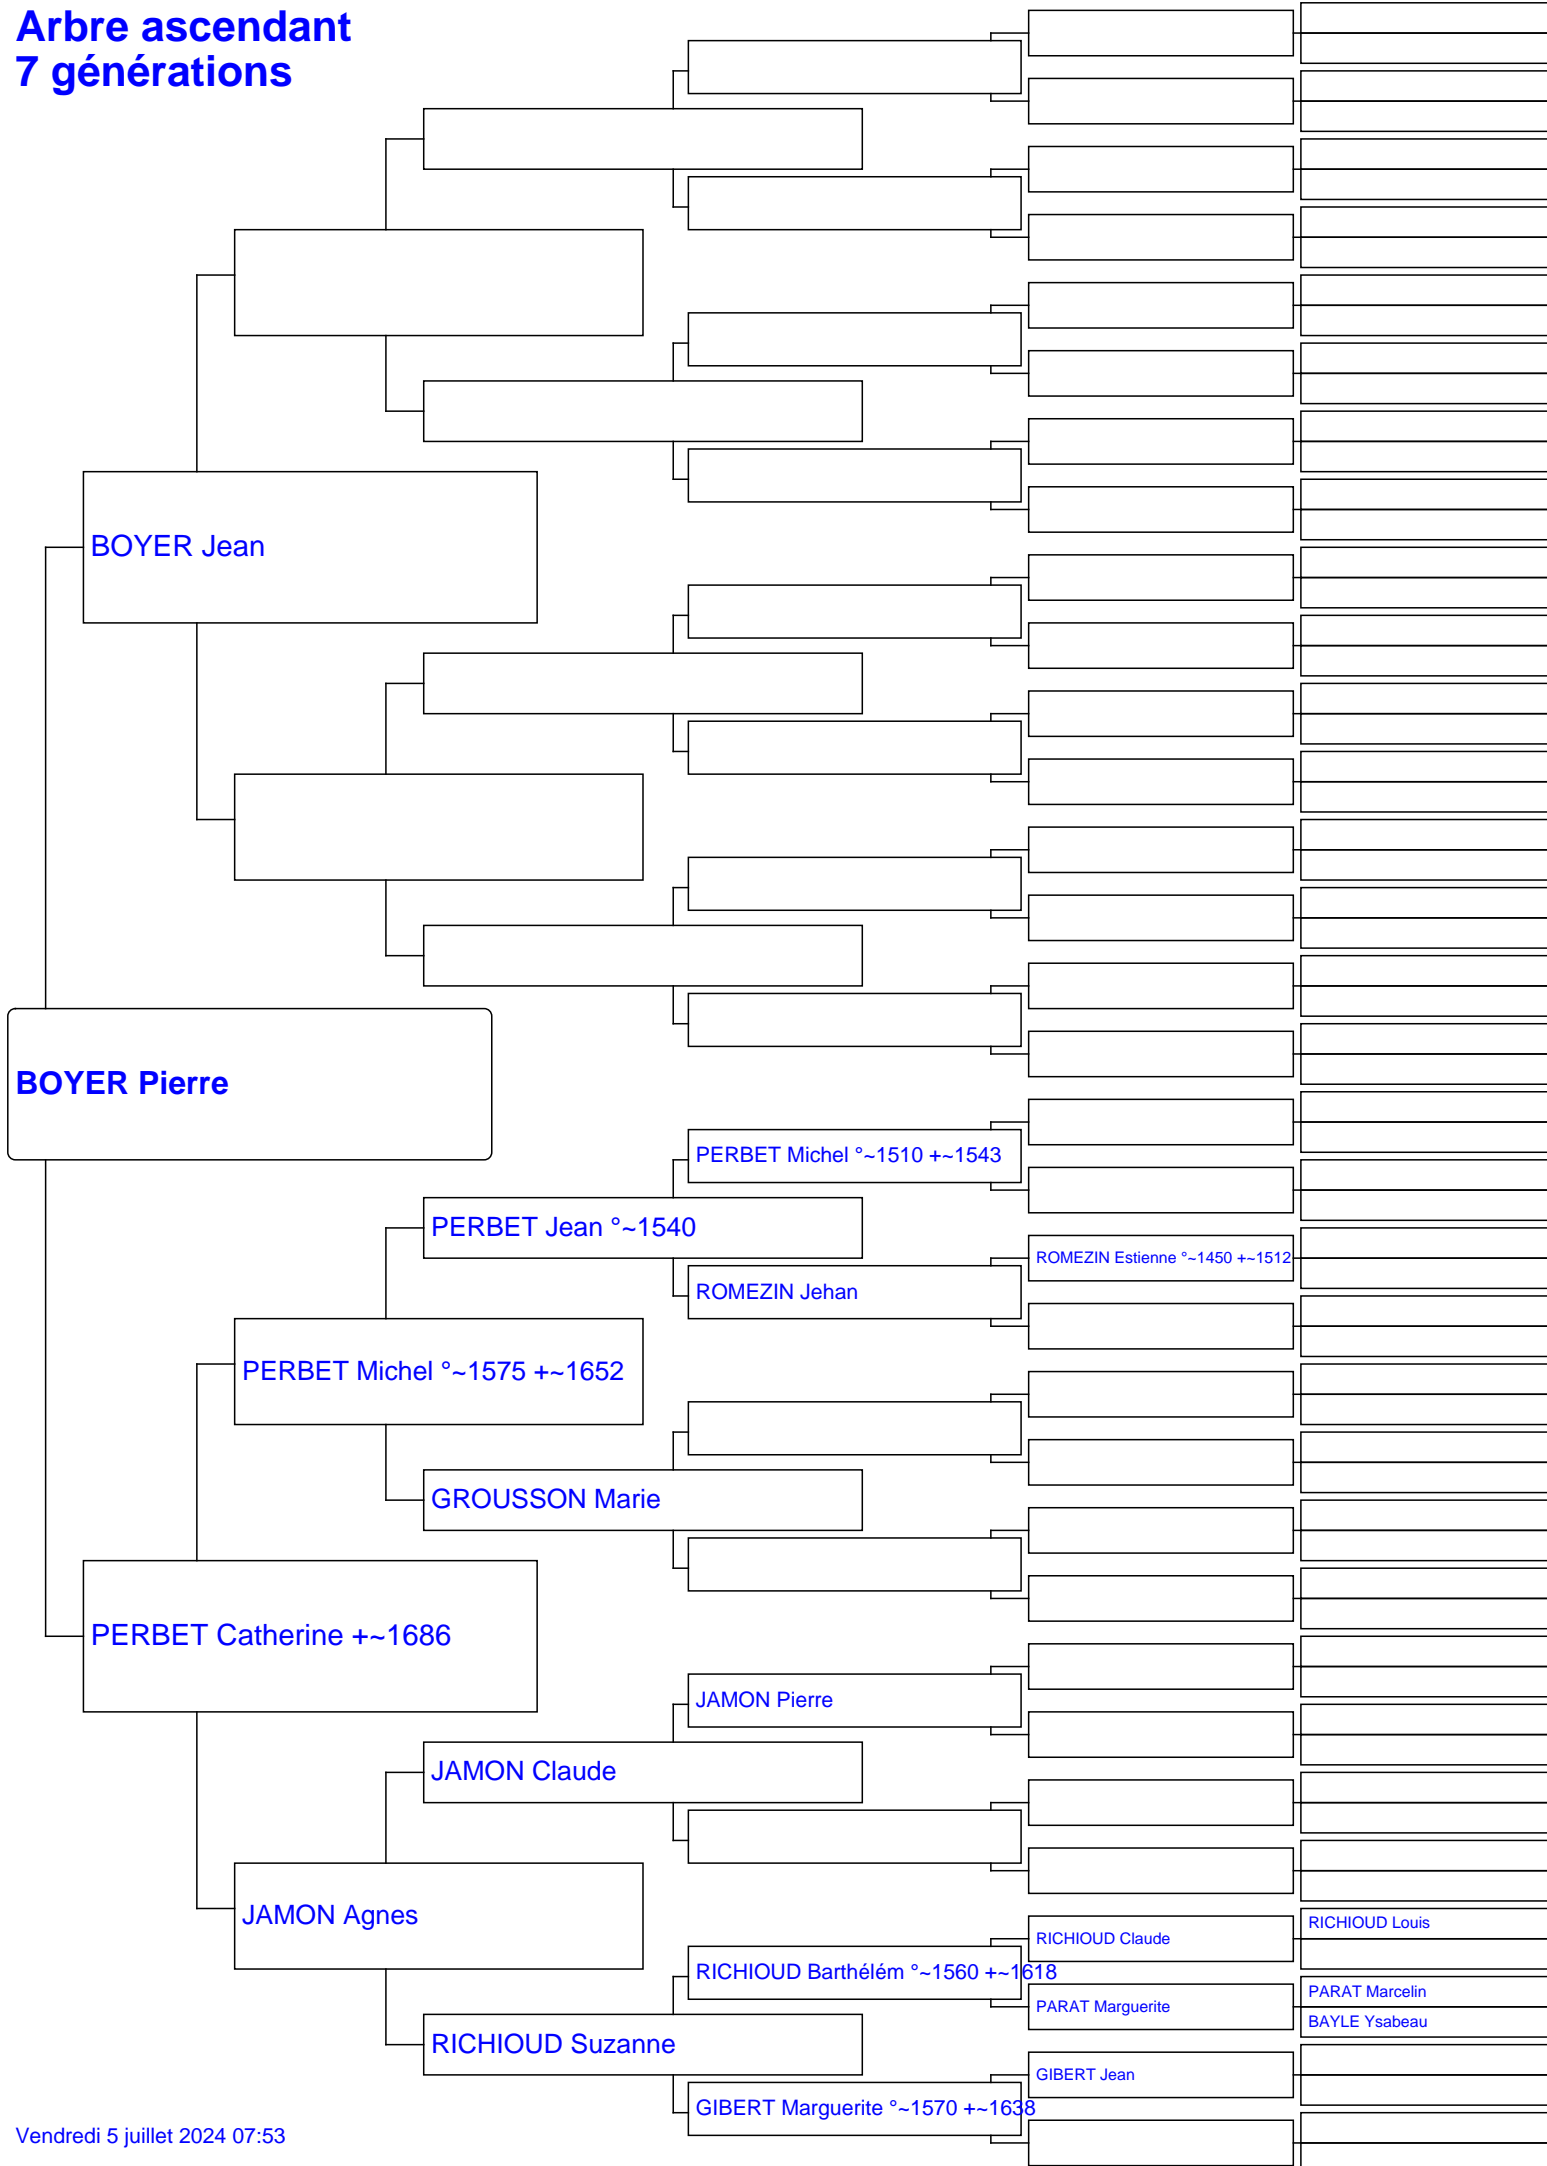 Arbre ascendant
7 générations
BOYER Jean
BOYER Pierre
PERBET Michel °~1510 +~1543
PERBET Jean °~1540
ROMEZIN Estienne °~1450 +~1512
ROMEZIN Jehan
PERBET Michel °~1575 +~1652
GROUSSON Marie
PERBET Catherine +~1686
JAMON Pierre
JAMON Claude
JAMON Agnes
RICHIOUD Louis
RICHIOUD Claude
RICHIOUD Barthélém °~1560 +~1618
PARAT Marcelin
PARAT Marguerite
BAYLE Ysabeau
RICHIOUD Suzanne
GIBERT Jean
GIBERT Marguerite °~1570 +~1638
Vendredi 5 juillet 2024 07:53